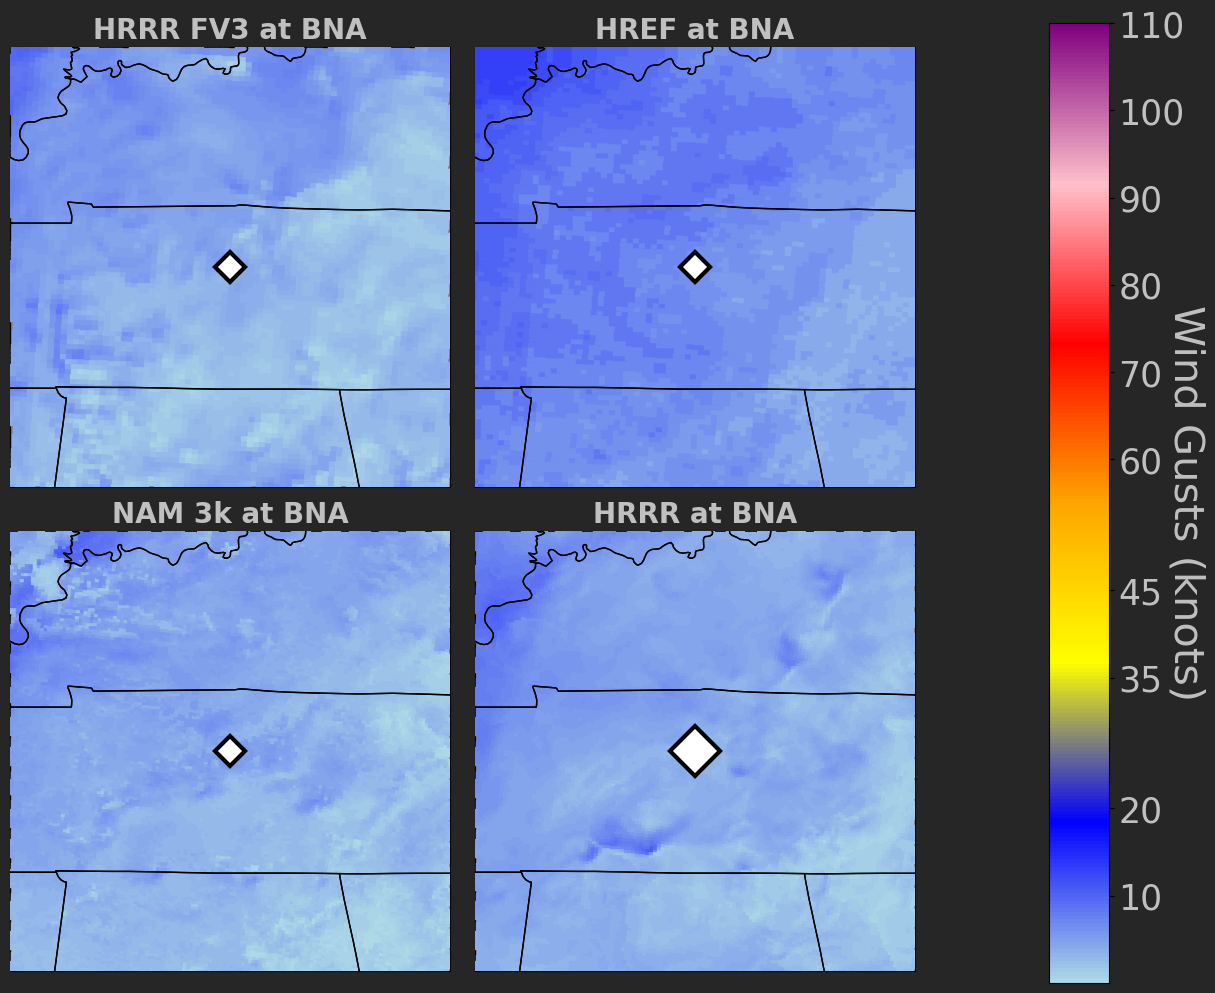 HRRR FV3 at BNA
HREF at BNA
NAM 3k at BNA
HRRR at BNA
110
100
90
80
70
60
45
35
20
10
Wind Gusts (knots)